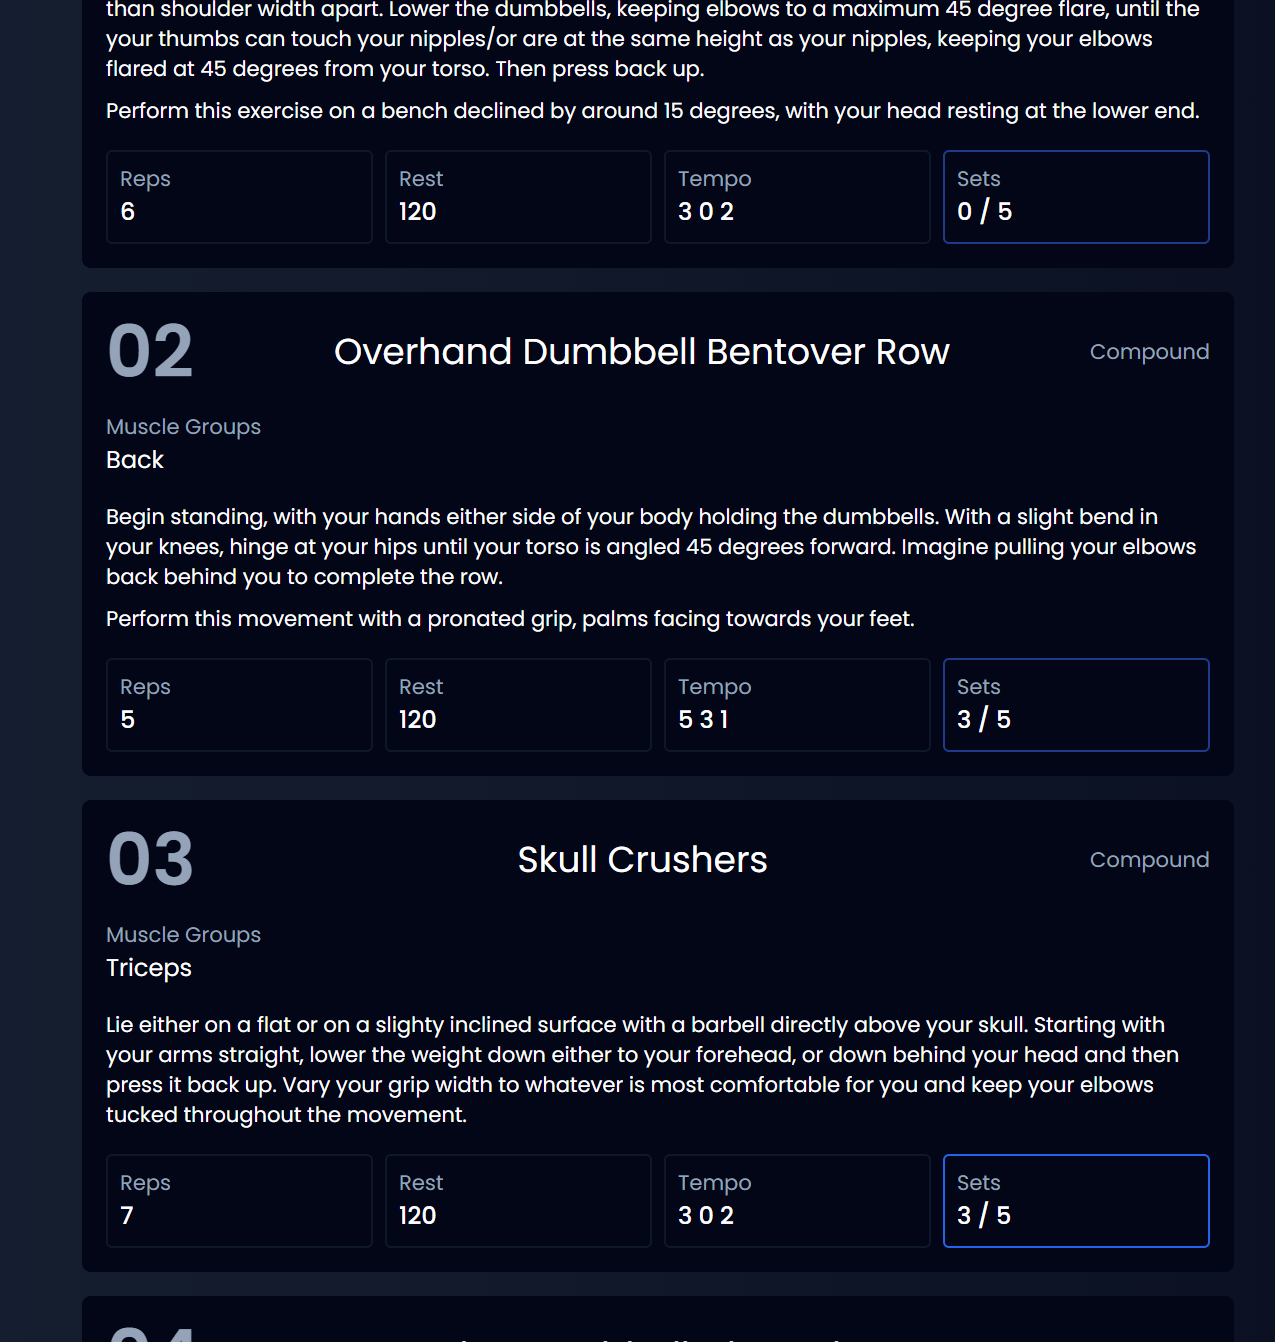 than shoulder width apart. Lower the dumbbells, keeping elbows to a maximum 45 degree flare, until the
your thumbs can touch your nipples/or are at the same height as your nipples, keeping your elbows
flared at 45 degrees from your torso. Then press back up.
Perform this exercise on a bench declined by around 15 degrees, with your head resting at the lower end.
Reps
6
Rest
120
Tempo
3 0 2
Sets
0 / 5
02
Overhand Dumbbell Bentover Row
Compound
Muscle Groups
Back
Begin standing, with your hands either side of your body holding the dumbbells. With a slight bend in
your knees, hinge at your hips until your torso is angled 45 degrees forward. Imagine pulling your elbows
back behind you to complete the row.
Perform this movement with a pronated grip, palms facing towards your feet.
Reps
5
Rest
120
Tempo
5 3 1
Sets
3 / 5
03
Skull Crushers
Compound
Muscle Groups
Triceps
Lie either on a flat or on a slighty inclined surface with a barbell directly above your skull. Starting with
your arms straight, lower the weight down either to your forehead, or down behind your head and then
press it back up. Vary your grip width to whatever is most comfortable for you and keep your elbows
tucked throughout the movement.
Reps
7
Rest
120
Tempo
3 0 2
Sets
3 / 5
04